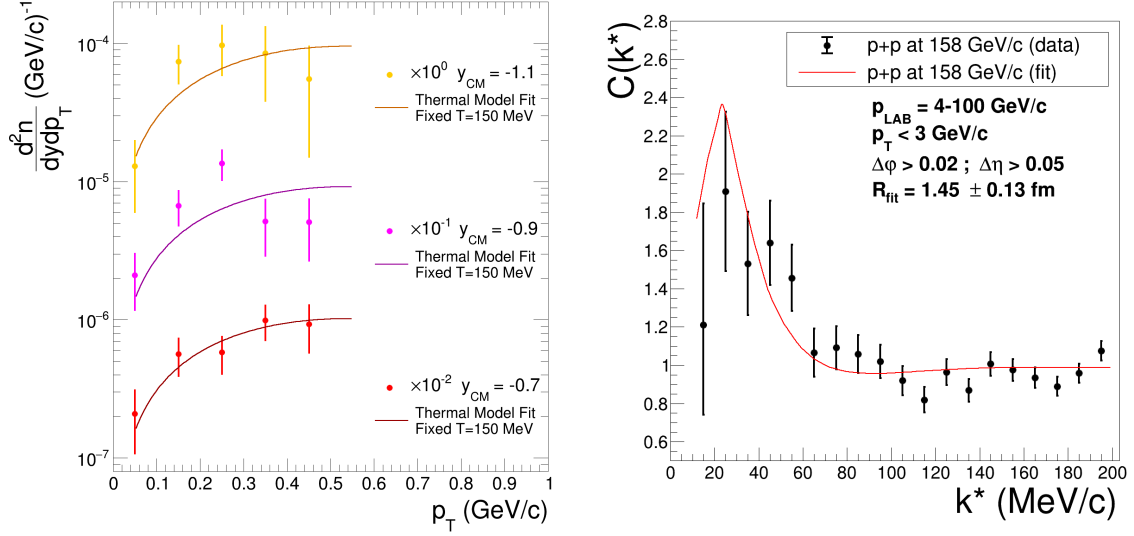 d²n/dydp_T (GeV/c)⁻¹
10⁻⁴
10⁻⁵
10⁻⁶
10⁻⁷
×10⁰ y_CM = -1.1
Thermal Model Fit
Fixed T=150 MeV
×10⁻¹ y_CM = -0.9
Thermal Model Fit
Fixed T=150 MeV
×10⁻² y_CM = -0.7
Thermal Model Fit
Fixed T=150 MeV
0 0.1 0.2 0.3 0.4 0.5 0.6 0.7 0.8 0.9 1
p_T (GeV/c)
C(k*)
2.8
2.6
2.4
2.2
2
1.8
1.6
1.4
1.2
1
0.8
0.6
p+p at 158 GeV/c (data)
p+p at 158 GeV/c (fit)
p_LAB = 4-100 GeV/c
p_T < 3 GeV/c
Δφ > 0.02 ; Δη > 0.05
R_fit = 1.45 ± 0.13 fm
0 20 40 60 80 100 120 140 160 180 200
k* (MeV/c)